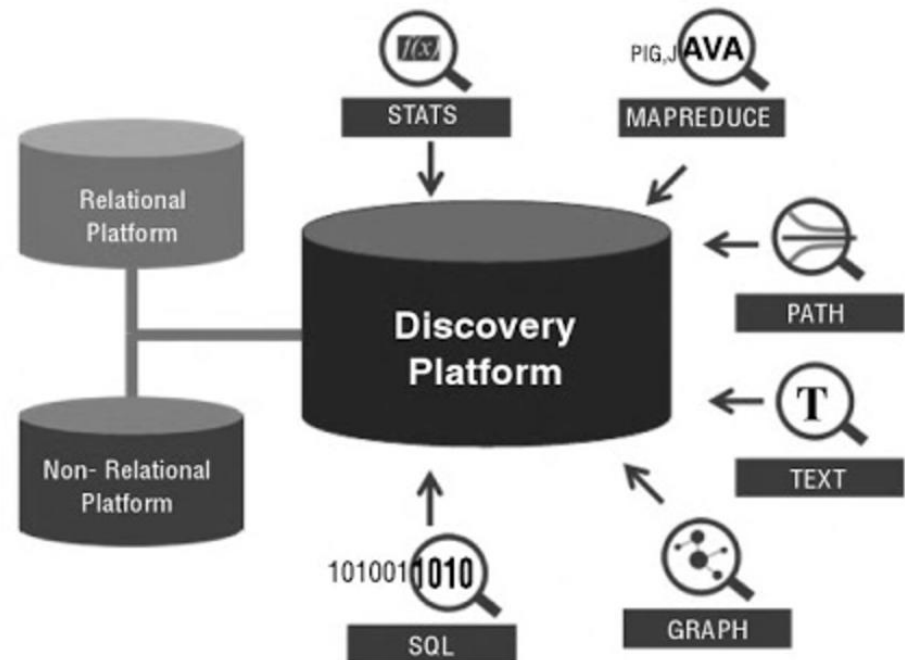 f(x)
STATS
PIG,JAVA
MAPREDUCE
Relational
Platform
PATH
Discovery
Platform
T
TEXT
Non- Relational
Platform
1010011010
SQL
GRAPH